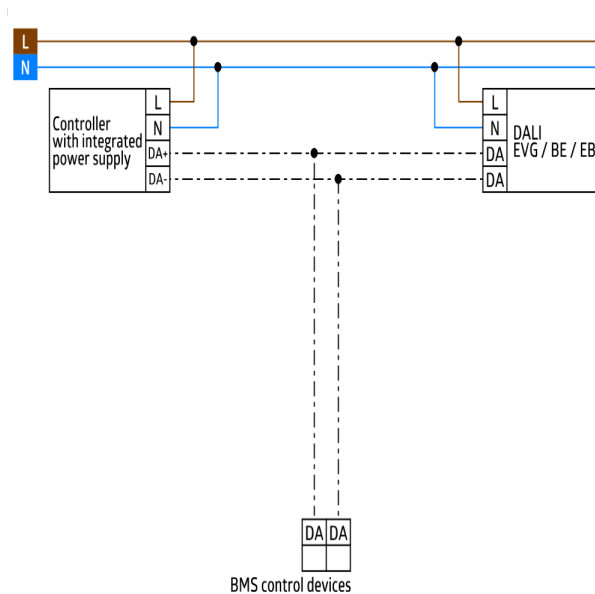 L
N
Controller
with integrated
power supply
L
N
DA+
DA-
L
N
DA
DA
DALI
EVG / BE / EB
DA DA
BMS control devices